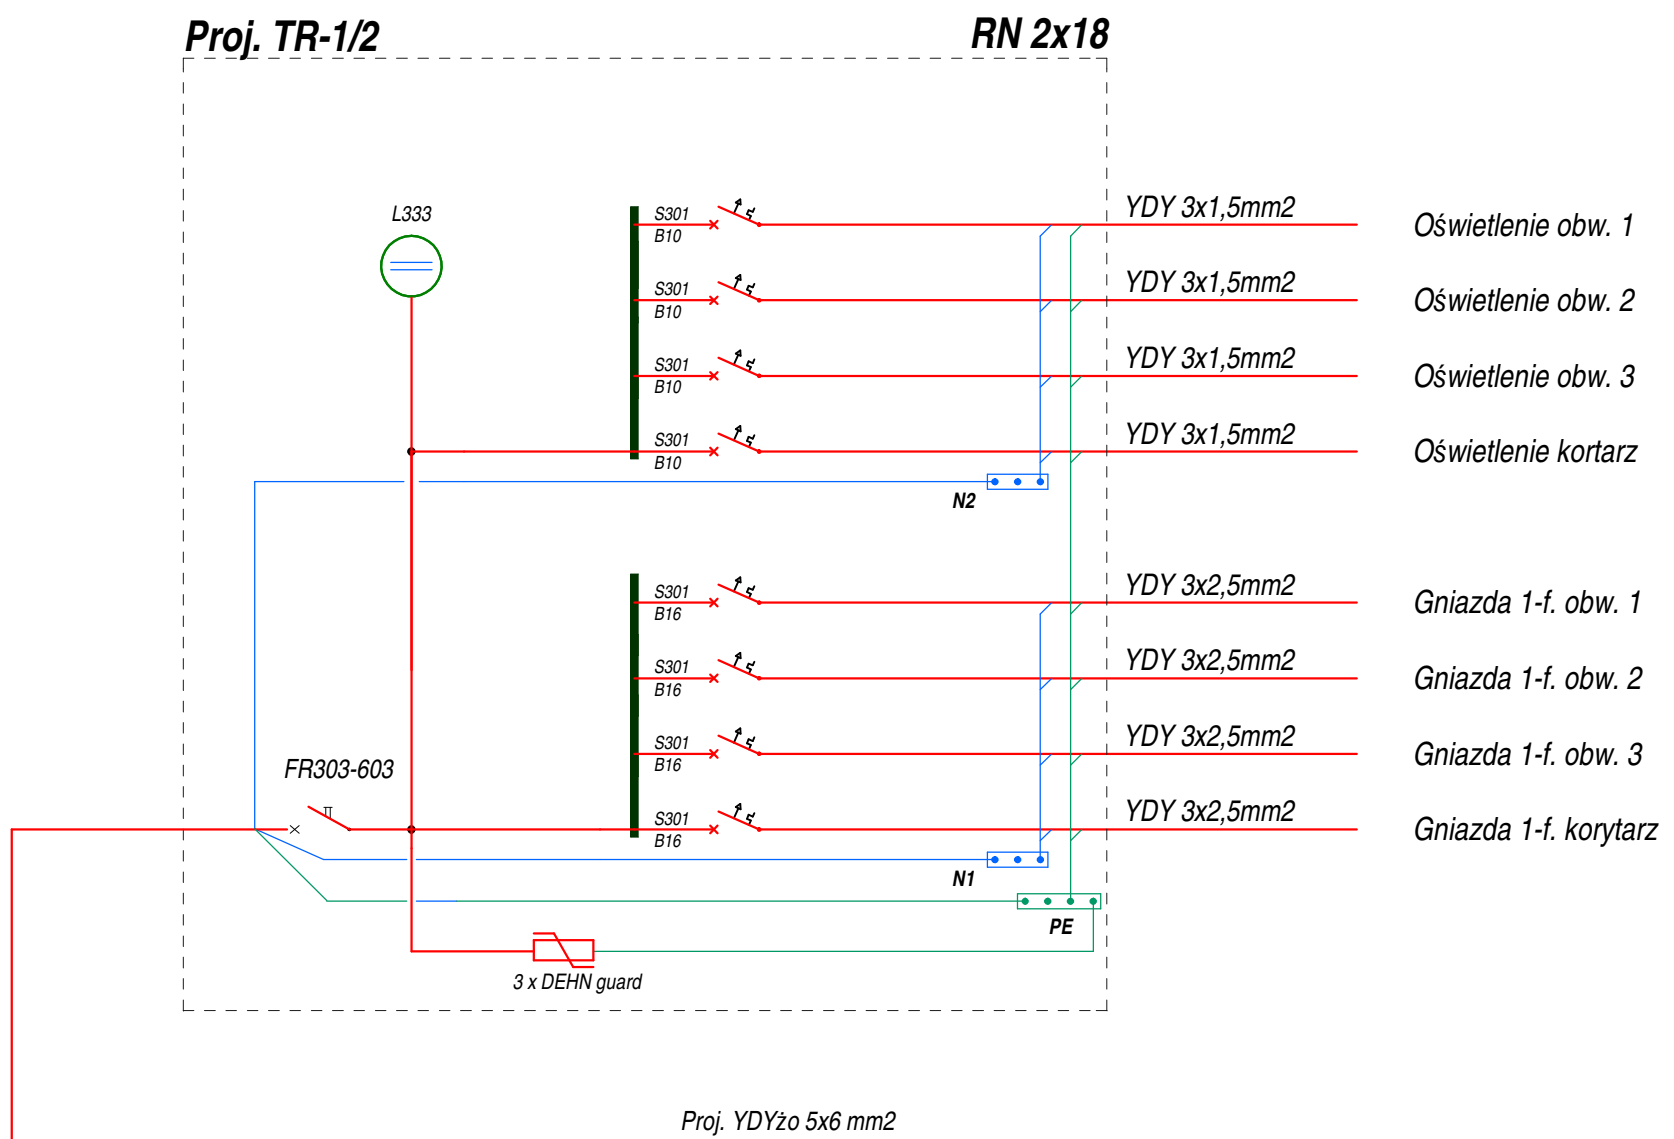 Proj. TR-1/2 RN 2x18
L333
S301 YDY 3x1,5mm2 Oświetlenie obw. 1
B10
S301 YDY 3x1,5mm2 Oświetlenie obw. 2
B10
S301 YDY 3x1,5mm2 Oświetlenie obw. 3
B10
S301 YDY 3x1,5mm2 Oświetlenie kortarz
B10
N2
S301 YDY 3x2,5mm2 Gniazda 1-f. obw. 1
B16
S301 YDY 3x2,5mm2 Gniazda 1-f. obw. 2
B16
S301 YDY 3x2,5mm2 Gniazda 1-f. obw. 3
B16
FR303-603
S301 YDY 3x2,5mm2 Gniazda 1-f. korytarz
B16
N1
PE
3 x DEHN guard
Proj. YDYżo 5x6 mm2